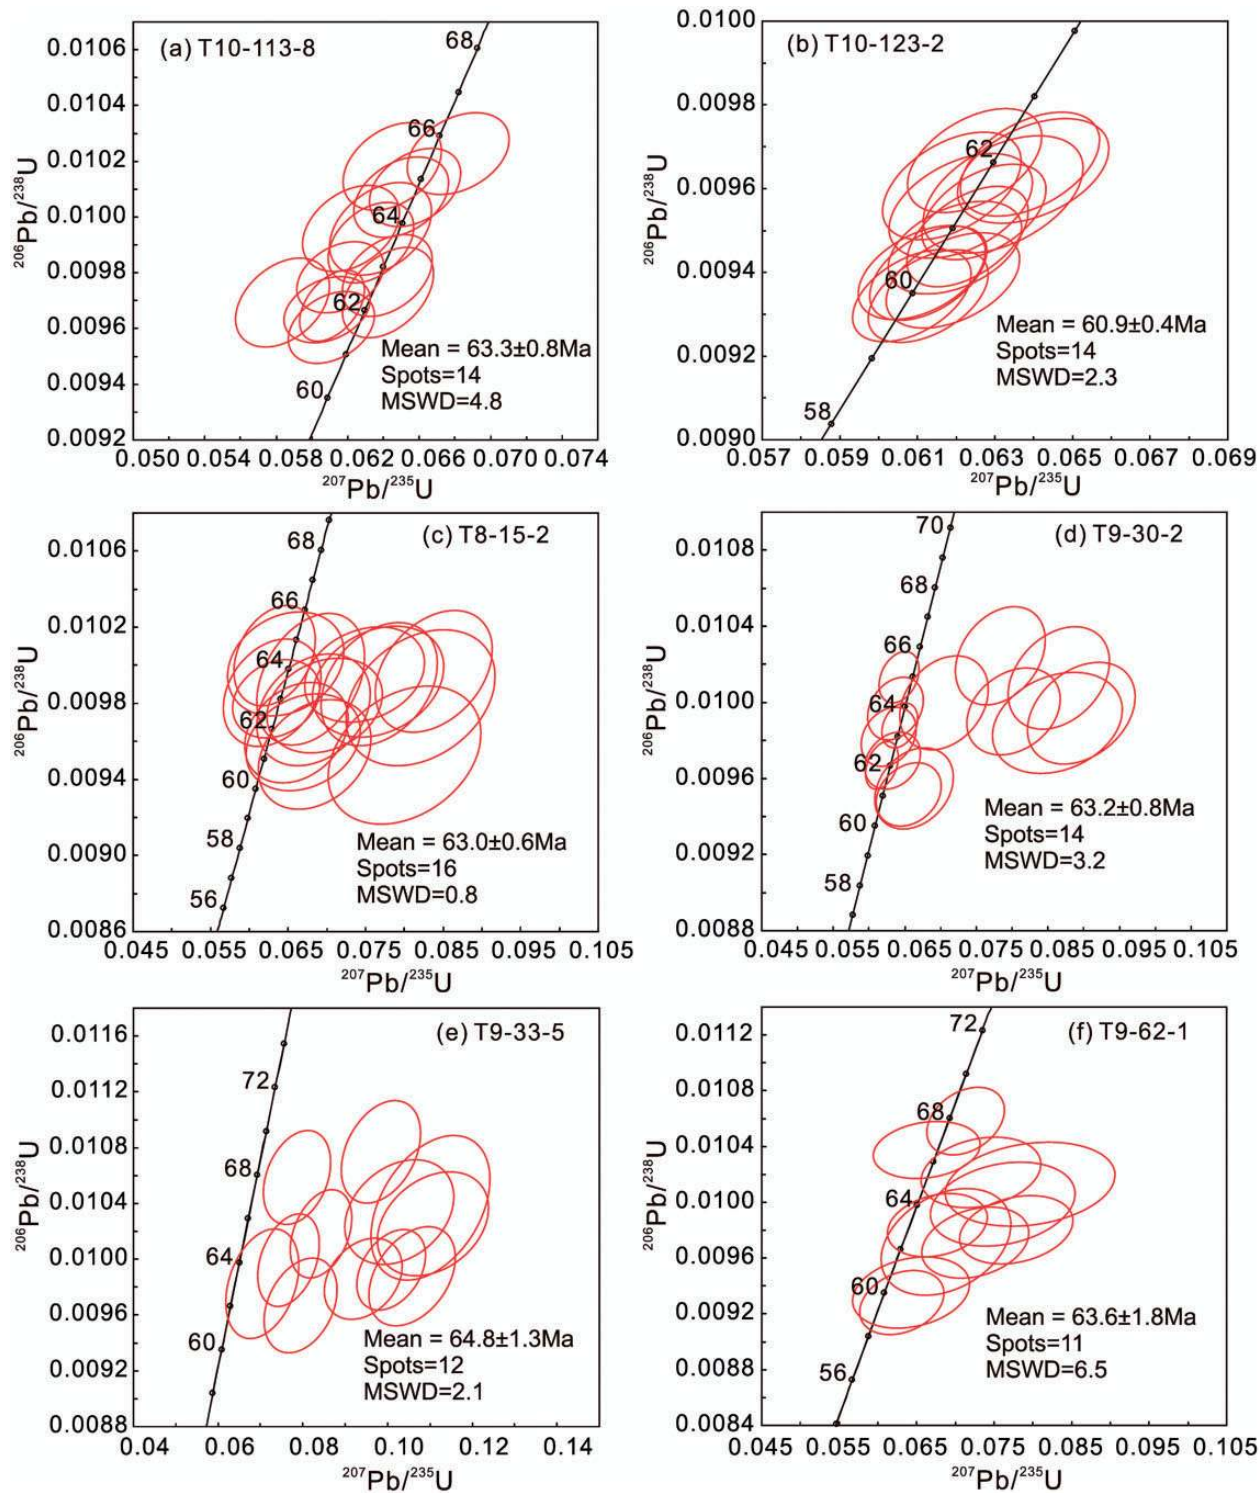 (a) T10-113-8
0.0106
0.0104
0.0102
0.0100
0.0098
0.0096
0.0094
0.0092
206Pb/238U
68
66
64
62
60
Mean = 63.3±0.8Ma
Spots=14
MSWD=4.8
0.050 0.054 0.058 0.062 0.066 0.070 0.074
207Pb/235U
(b) T10-123-2
0.0100
0.0098
0.0096
0.0094
0.0092
0.0090
206Pb/238U
62
60
58
Mean = 60.9±0.4Ma
Spots=14
MSWD=2.3
0.057 0.059 0.061 0.063 0.065 0.067 0.069
207Pb/235U
(c) T8-15-2
0.0106
0.0102
0.0098
0.0094
0.0090
0.0086
206Pb/238U
68
66
64
62
60
58
56
Mean = 63.0±0.6Ma
Spots=16
MSWD=0.8
0.045 0.055 0.065 0.075 0.085 0.095 0.105
207Pb/235U
(d) T9-30-2
0.0108
0.0104
0.0100
0.0096
0.0092
0.0088
206Pb/238U
70
68
66
64
62
60
58
Mean = 63.2±0.8Ma
Spots=14
MSWD=3.2
0.045 0.055 0.065 0.075 0.085 0.095 0.105
207Pb/235U
(e) T9-33-5
0.0116
0.0112
0.0108
0.0104
0.0100
0.0096
0.0092
0.0088
206Pb/238U
72
68
64
60
Mean = 64.8±1.3Ma
Spots=12
MSWD=2.1
0.04 0.06 0.08 0.10 0.12 0.14
207Pb/235U
(f) T9-62-1
0.0112
0.0108
0.0104
0.0100
0.0096
0.0092
0.0088
0.0084
206Pb/238U
72
68
64
60
56
Mean = 63.6±1.8Ma
Spots=11
MSWD=6.5
0.045 0.055 0.065 0.075 0.085 0.095 0.105
207Pb/235U